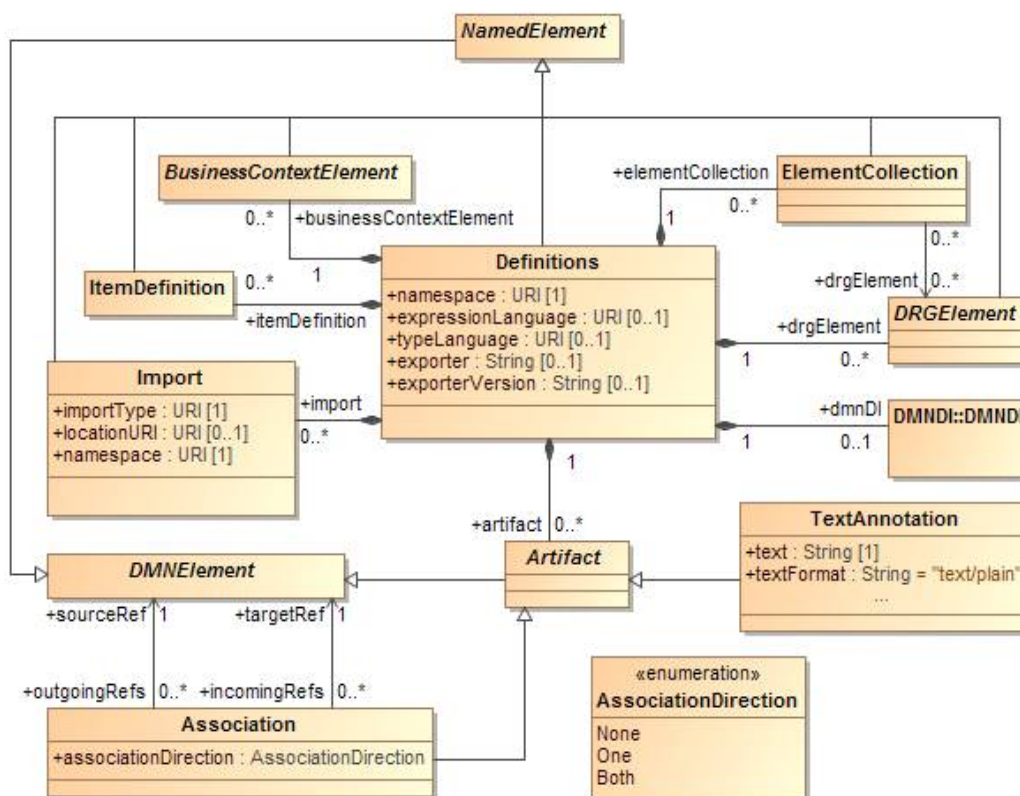 NamedElement
BusinessContextElement
+elementCollection
ElementCollection
0..*
+businessContextElement
1
0..*
1
Definitions
0..*
ItemDefinition
0..*
+namespace : URI [1]
+drgElement
0..*
+itemDefinition
+expressionLanguage : URI [0..1]
+typeLanguage : URI [0..1]
+exporter : String [0..1]
+exporterVersion : String [0..1]
+drgElement
DRGElement
1
0..*
Import
+importType : URI [1]
+locationURI : URI [0..1]
+namespace : URI [1]
+import
0..*
+dmnDI
1
0..1
DMNDI::DMNDI
1
+artifact
0..*
TextAnnotation
+text : String [1]
+textFormat : String = "text/plain"
...
DMNElement
Artifact
+sourceRef
1
+targetRef
1
+outgoingRefs
0..*
+incomingRefs
0..*
Association
+associationDirection : AssociationDirection
«enumeration»
AssociationDirection
None
One
Both